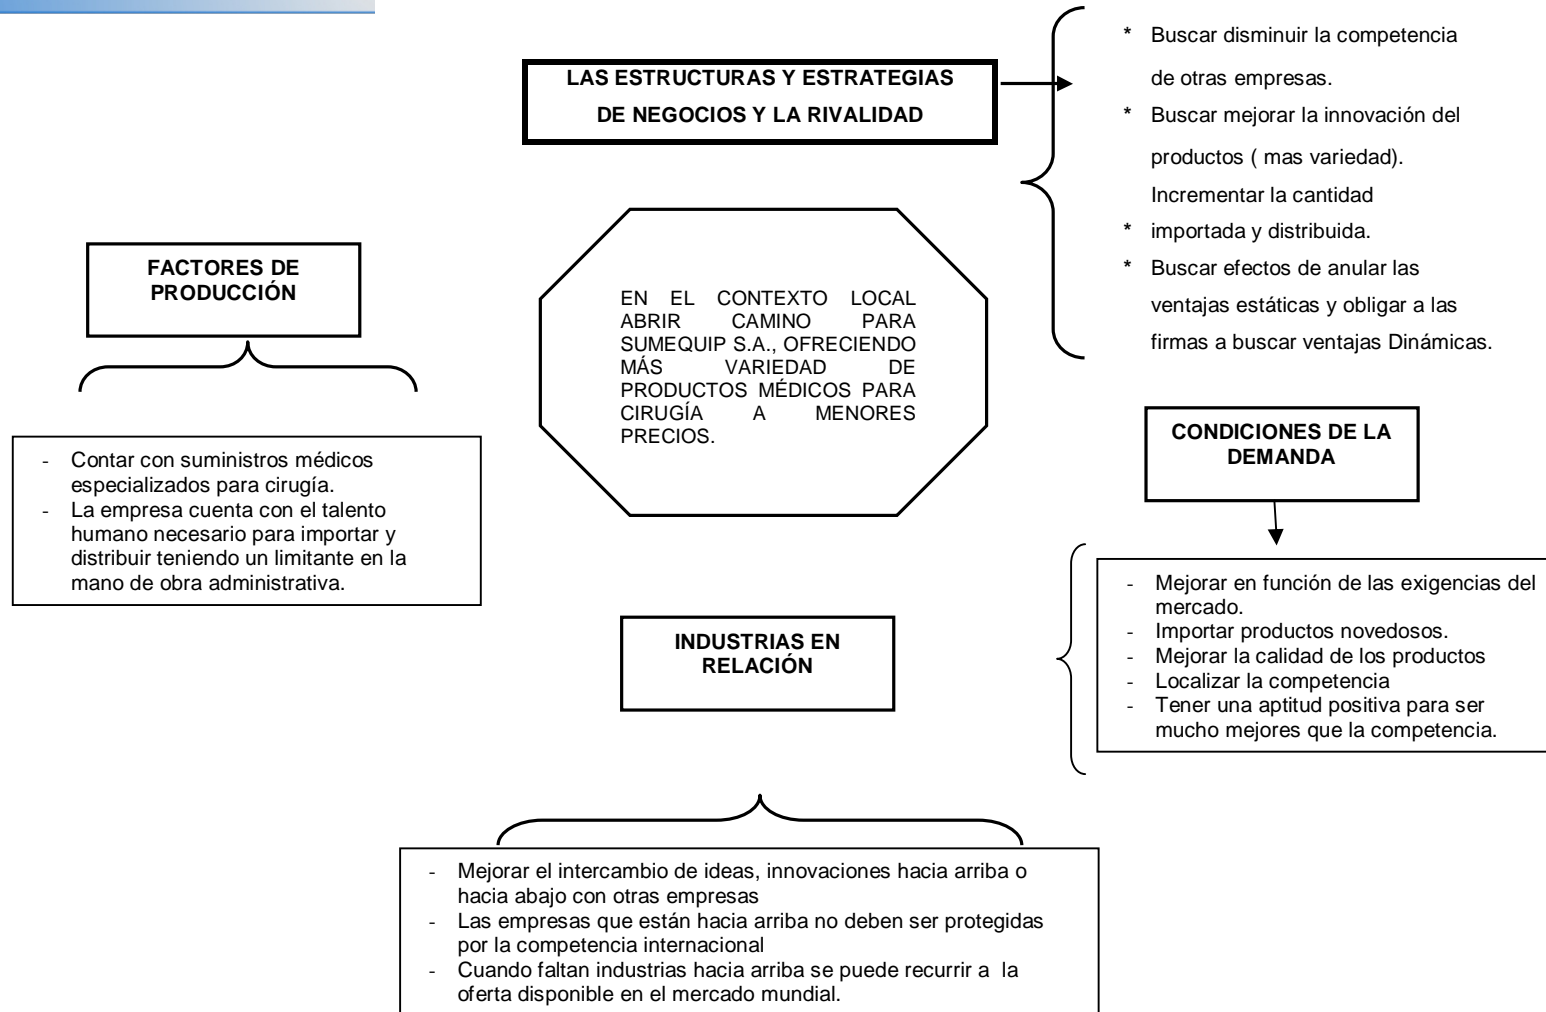 LAS ESTRUCTURAS Y ESTRATEGIAS
DE NEGOCIOS Y LA RIVALIDAD
* Buscar disminuir la competencia
de otras empresas.
* Buscar mejorar la innovación del
productos ( mas variedad).
Incrementar la cantidad
* importada y distribuida.
* Buscar efectos de anular las
ventajas estáticas y obligar a las
firmas a buscar ventajas Dinámicas.
FACTORES DE
PRODUCCIÓN
- Contar con suministros médicos
especializados para cirugía.
- La empresa cuenta con el talento
humano necesario para importar y
distribuir teniendo un limitante en la
mano de obra administrativa.
EN EL CONTEXTO LOCAL
ABRIR CAMINO PARA
SUMEQUIP S.A., OFRECIENDO
MÁS VARIEDAD DE
PRODUCTOS MÉDICOS PARA
CIRUGÍA A MENORES
PRECIOS.
CONDICIONES DE LA
DEMANDA
- Mejorar en función de las exigencias del
mercado.
- Importar productos novedosos.
- Mejorar la calidad de los productos
- Localizar la competencia
- Tener una aptitud positiva para ser
mucho mejores que la competencia.
INDUSTRIAS EN
RELACIÓN
- Mejorar el intercambio de ideas, innovaciones hacia arriba o
hacia abajo con otras empresas
- Las empresas que están hacia arriba no deben ser protegidas
por la competencia internacional
- Cuando faltan industrias hacia arriba se puede recurrir a la
oferta disponible en el mercado mundial.